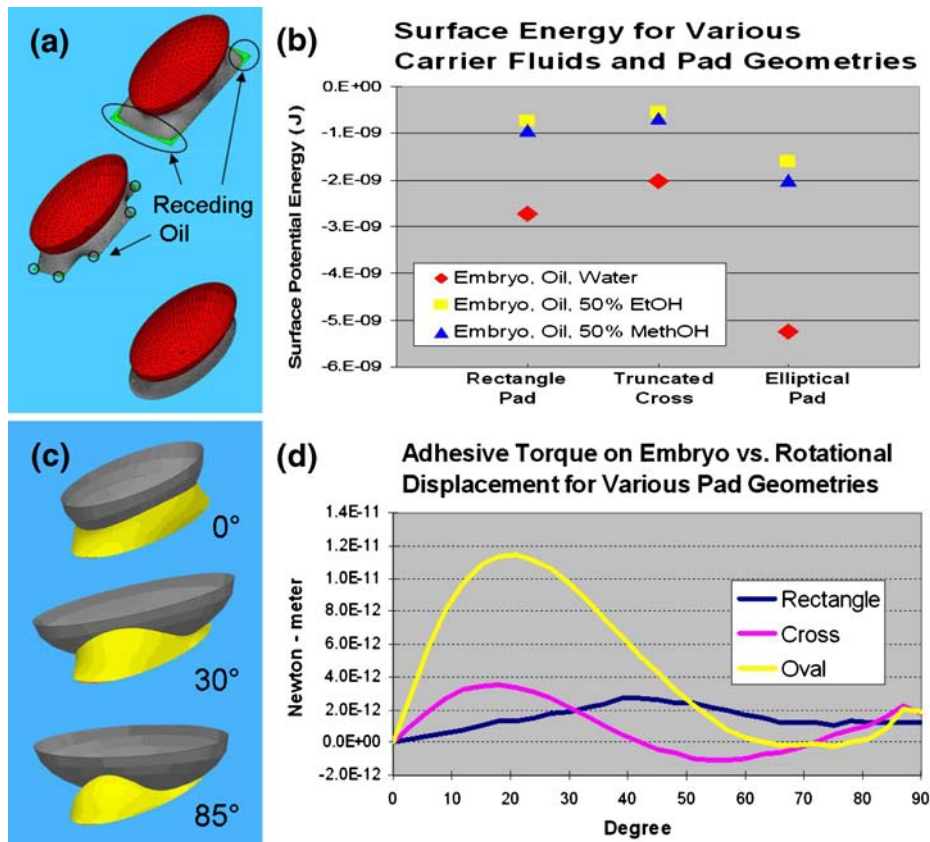 (a)
Receding
Oil
(b)
Surface Energy for Various
Carrier Fluids and Pad Geometries
Surface Potential Energy (J)
0.E+00
-1.E-09
-2.E-09
-3.E-09
-4.E-09
-5.E-09
-6.E-09
Embryo, Oil, Water
Embryo, Oil, 50% EtOH
Embryo, Oil, 50% MethOH
Rectangle
Pad
Truncated
Cross
Elliptical
Pad
(c)
0°
30°
85°
(d)
Adhesive Torque on Embryo vs. Rotational
Displacement for Various Pad Geometries
Newton - meter
1.4E-11
1.2E-11
1.0E-11
8.0E-12
6.0E-12
4.0E-12
2.0E-12
0.0E+00
-2.0E-12
Rectangle
Cross
Oval
0 10 20 30 40 50 60 70 80 90
Degree